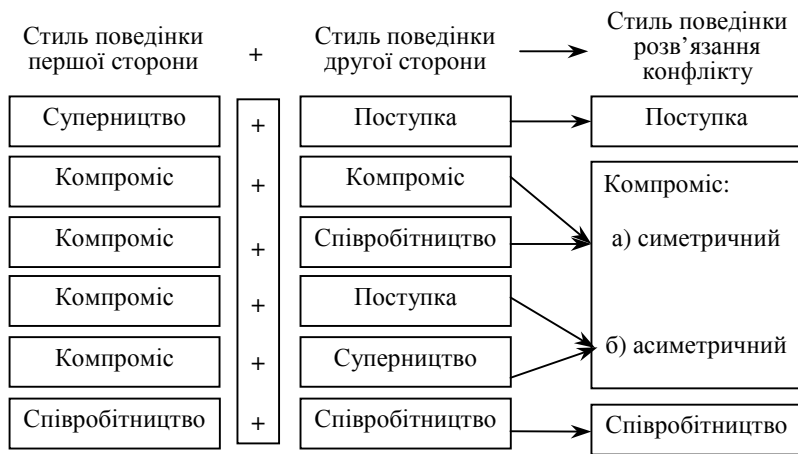 Стиль поведінки
першої сторони
+
Стиль поведінки
другої сторони
Стиль поведінки
розв’язання
конфлікту
Суперництво + Поступка Поступка
Компроміс + Компроміс Компроміс:
Компроміс + Співробітництво а) симетричний
Компроміс + Поступка
Компроміс + Суперництво б) асиметричний
Співробітництво + Співробітництво Співробітництво